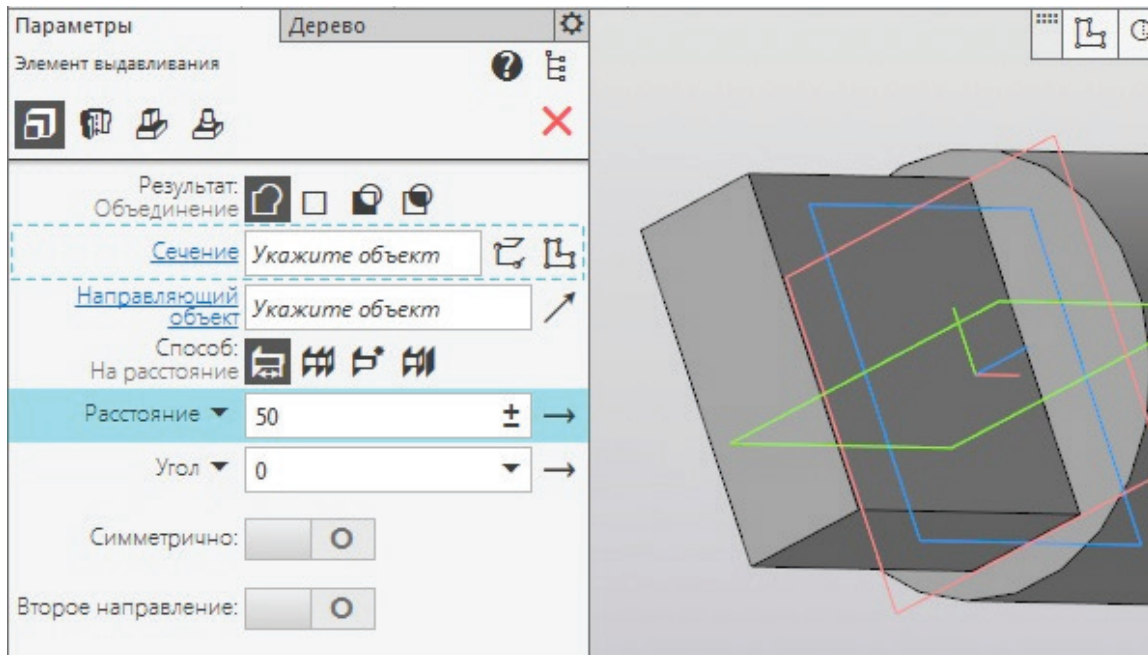 Параметры
Дерево
Элемент выдавливания
Результат:
Объединение
Сечение
Укажите объект
Направляющий
объект
Укажите объект
Способ:
На расстояние
Расстояние
50
Угол
0
Симметрично:
Второе направление: